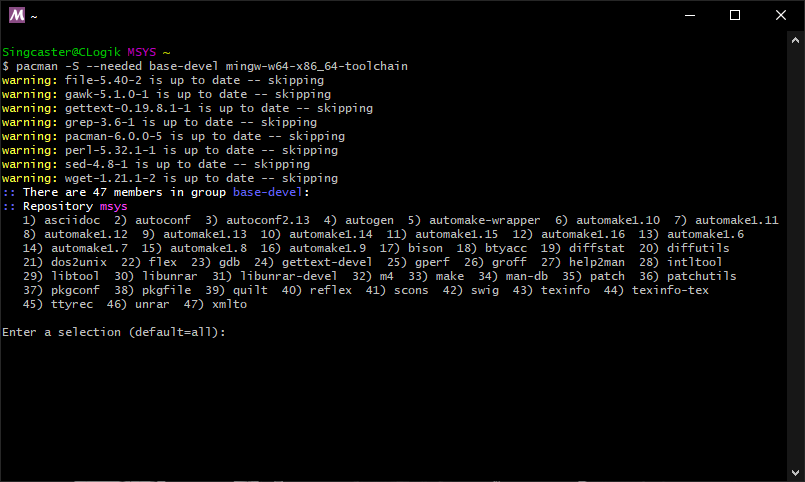 M ~
Singcaster@CLogik MSYS ~
$ pacman -S --needed base-devel mingw-w64-x86_64-toolchain
warning: file-5.40-2 is up to date -- skipping
warning: gawk-5.1.0-1 is up to date -- skipping
warning: gettext-0.19.8.1-1 is up to date -- skipping
warning: grep-3.6-1 is up to date -- skipping
warning: pacman-6.0.0-5 is up to date -- skipping
warning: perl-5.32.1-1 is up to date -- skipping
warning: sed-4.8-1 is up to date -- skipping
warning: wget-1.21.1-2 is up to date -- skipping
:: There are 47 members in group base-devel:
:: Repository msys
   1) asciidoc  2) autoconf  3) autoconf2.13  4) autogen  5) automake-wrapper  6) automake1.10  7) automake1.11
   8) automake1.12  9) automake1.13  10) automake1.14  11) automake1.15  12) automake1.16  13) automake1.6
   14) automake1.7  15) automake1.8  16) automake1.9  17) bison  18) btyacc  19) diffstat  20) diffutils
   21) dos2unix  22) flex  23) gdb  24) gettext-devel  25) gperf  26) groff  27) help2man  28) intltool
   29) libtool  30) libunrar  31) libunrar-devel  32) m4  33) make  34) man-db  35) patch  36) patchutils
   37) pkgconf  38) pkgfile  39) quilt  40) reflex  41) scons  42) swig  43) texinfo  44) texinfo-tex
   45) ttyrec  46) unrar  47) xmlto
Enter a selection (default=all):